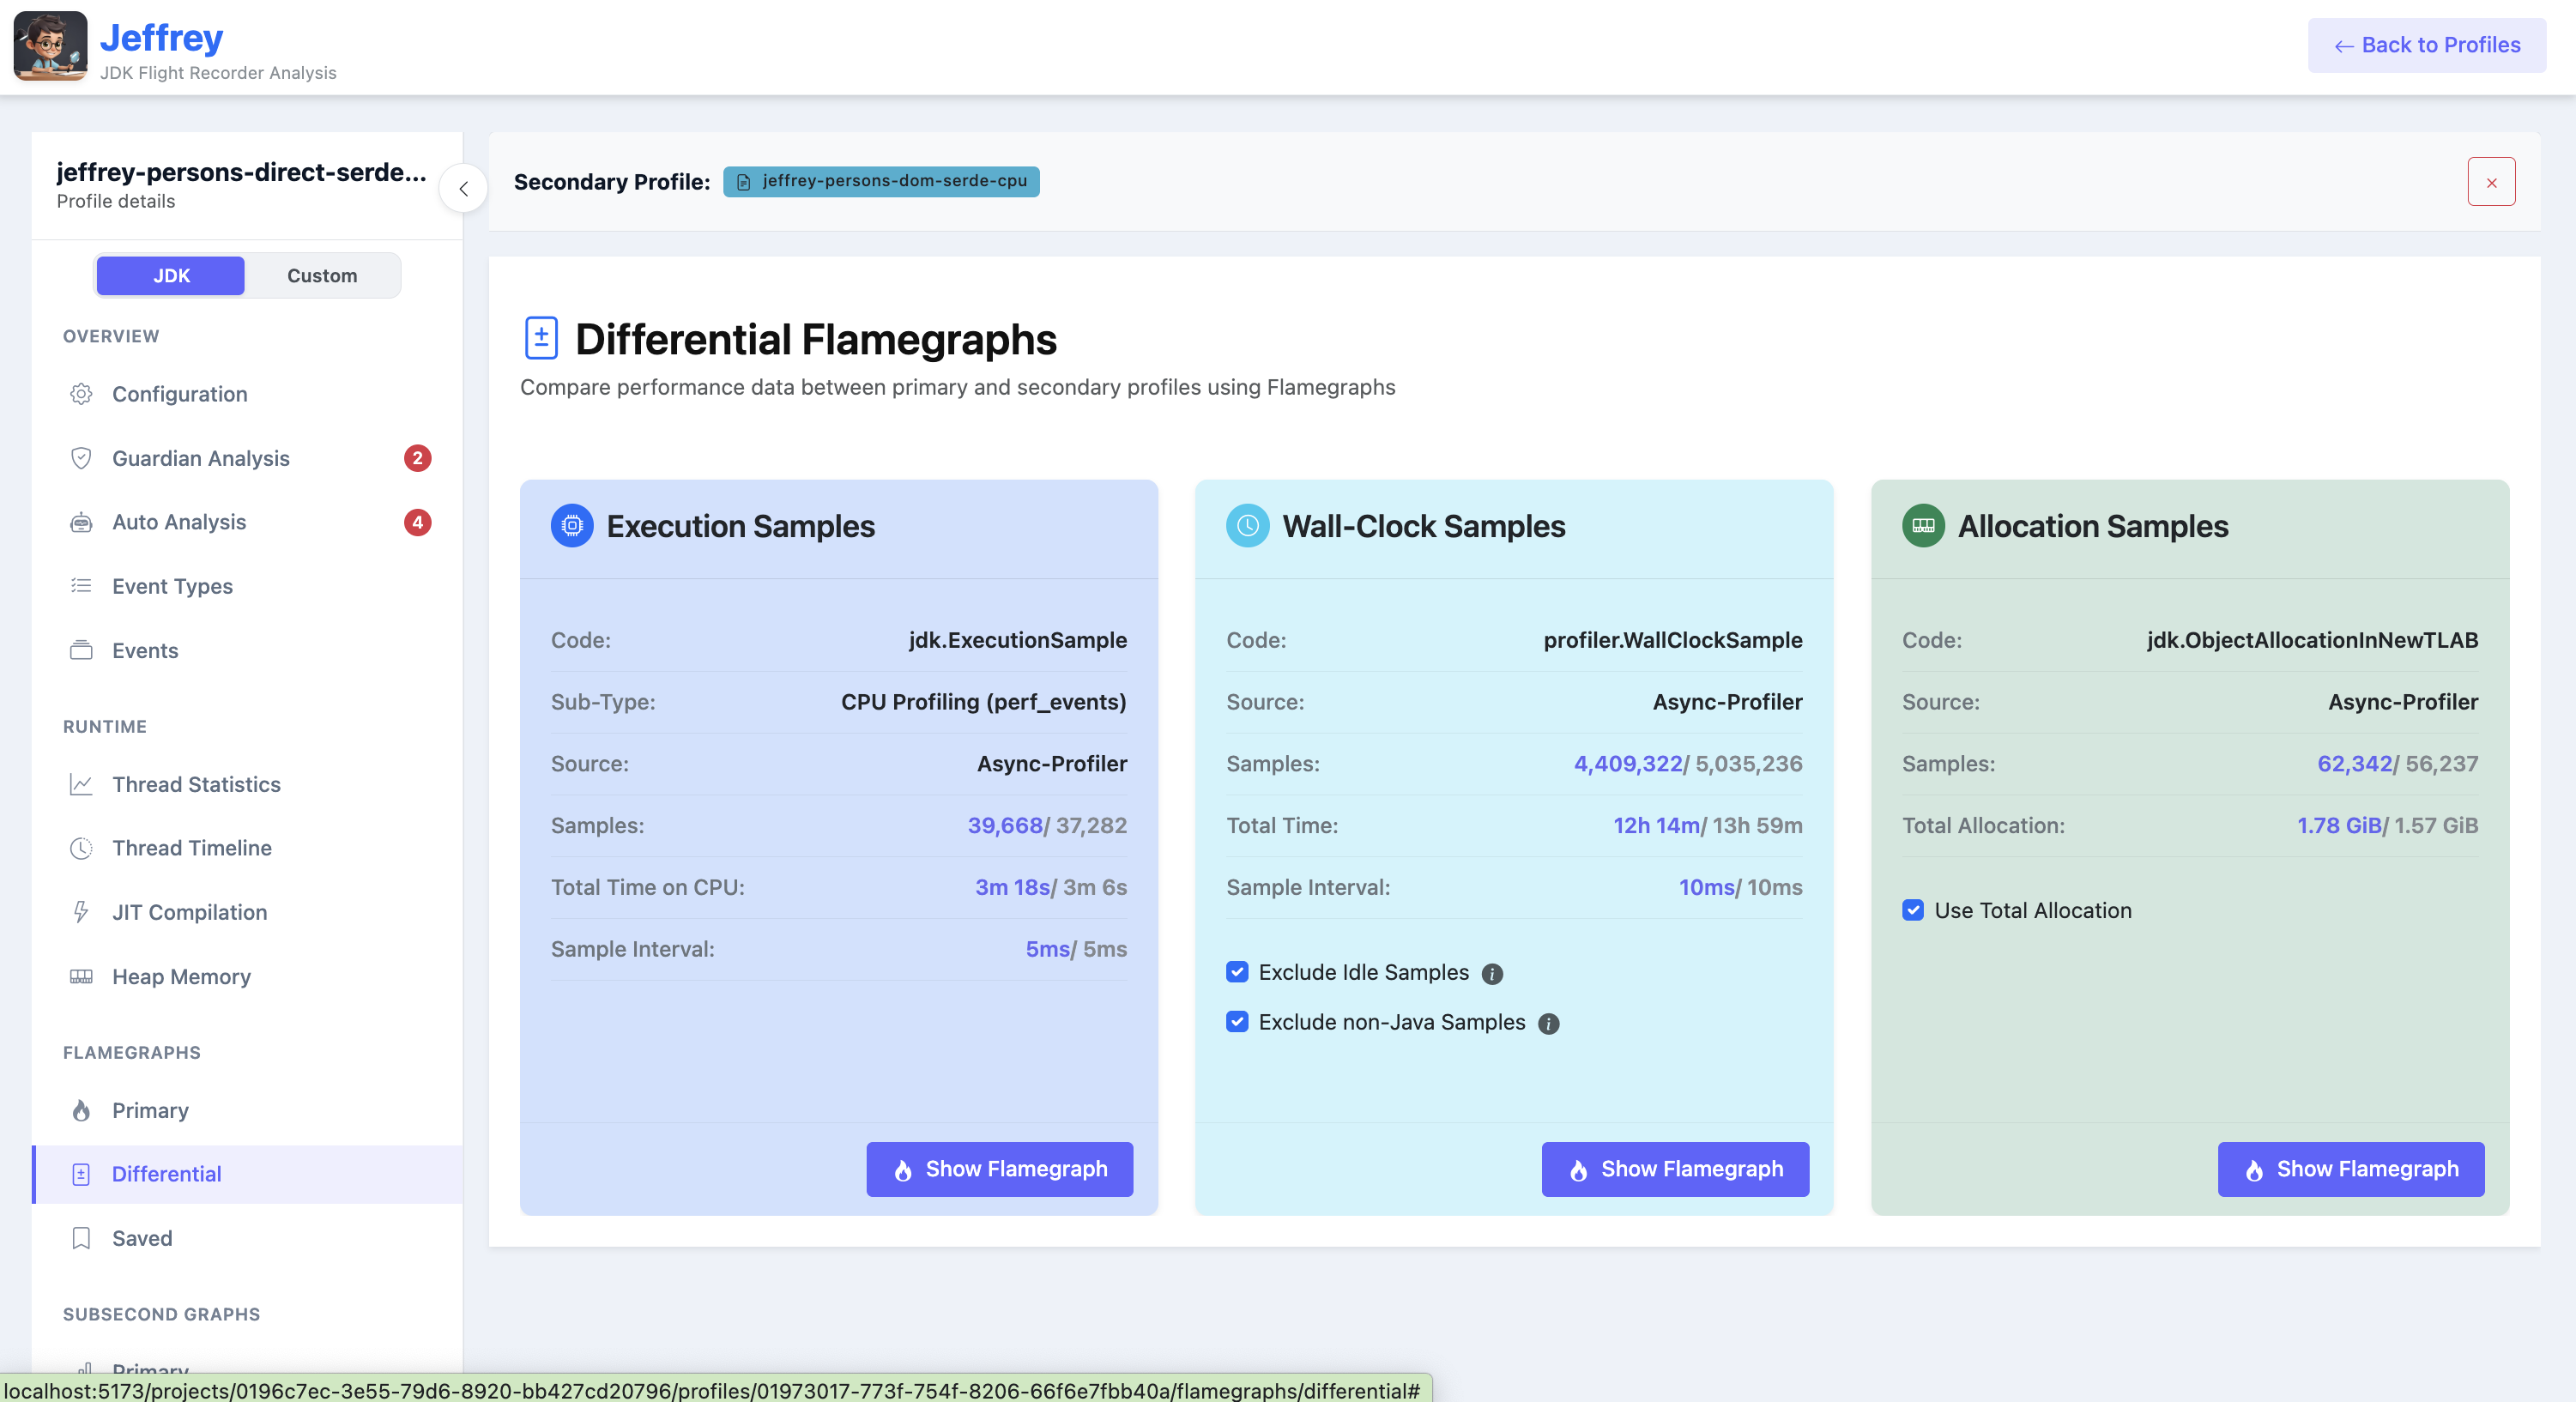 Jeffrey
JDK Flight Recorder Analysis
← Back to Profiles
jeffrey-persons-direct-serde...
Profile details
JDK Custom
OVERVIEW
Configuration
Guardian Analysis 2
Auto Analysis 4
Event Types
Events
RUNTIME
Thread Statistics
Thread Timeline
JIT Compilation
Heap Memory
FLAMEGRAPHS
Primary
Differential
Saved
SUBSECOND GRAPHS
Primary
Secondary Profile: jeffrey-persons-dom-serde-cpu
Differential Flamegraphs
Compare performance data between primary and secondary profiles using Flamegraphs
Execution Samples
Code: jdk.ExecutionSample
Sub-Type: CPU Profiling (perf_events)
Source: Async-Profiler
Samples: 39,668/ 37,282
Total Time on CPU: 3m 18s/ 3m 6s
Sample Interval: 5ms/ 5ms
Show Flamegraph
Wall-Clock Samples
Code: profiler.WallClockSample
Source: Async-Profiler
Samples: 4,409,322/ 5,035,236
Total Time: 12h 14m/ 13h 59m
Sample Interval: 10ms/ 10ms
Exclude Idle Samples
Exclude non-Java Samples
Show Flamegraph
Allocation Samples
Code: jdk.ObjectAllocationInNewTLAB
Source: Async-Profiler
Samples: 62,342/ 56,237
Total Allocation: 1.78 GiB/ 1.57 GiB
Use Total Allocation
Show Flamegraph
localhost:5173/projects/0196c7ec-3e55-79d6-8920-bb427cd20796/profiles/01973017-773f-754f-8206-66f6e7fbb40a/flamegraphs/differential#